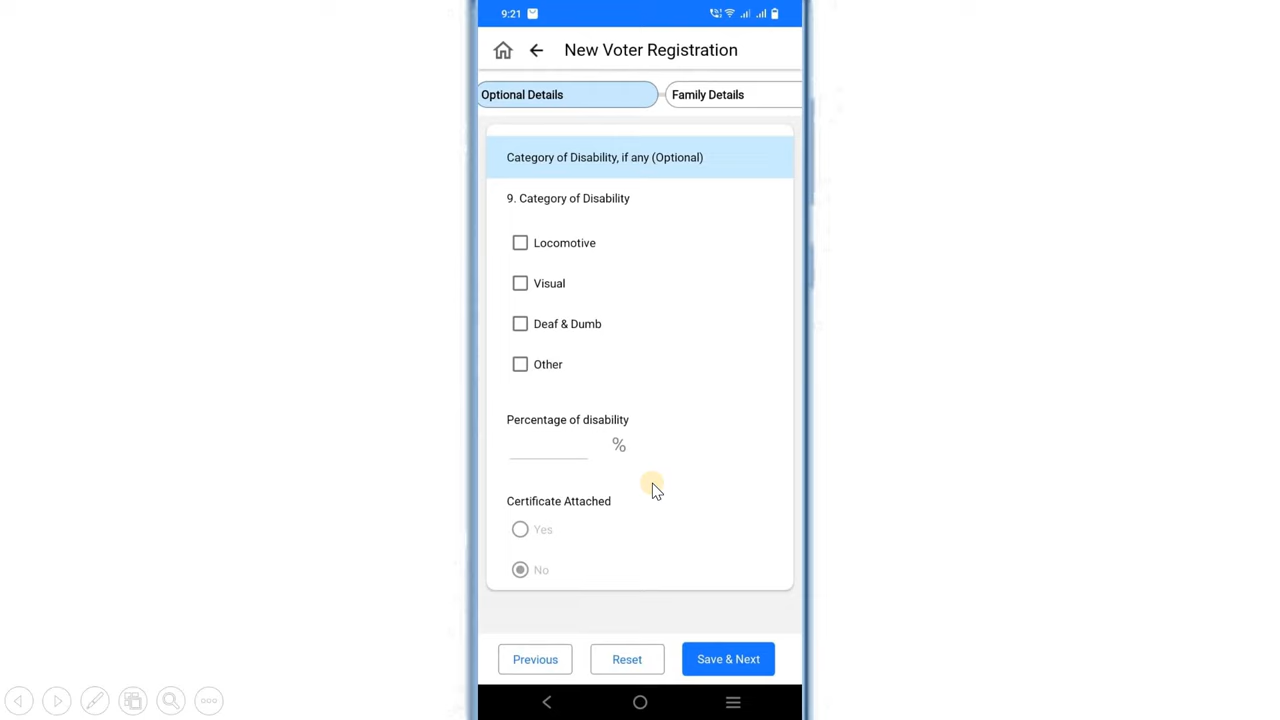 9:21
New Voter Registration
Optional Details
Family Details
Category of Disability, if any (Optional)
9. Category of Disability
Locomotive
Visual
Deaf & Dumb
Other
Percentage of disability
%
Certificate Attached
Yes
No
Previous
Reset
Save & Next